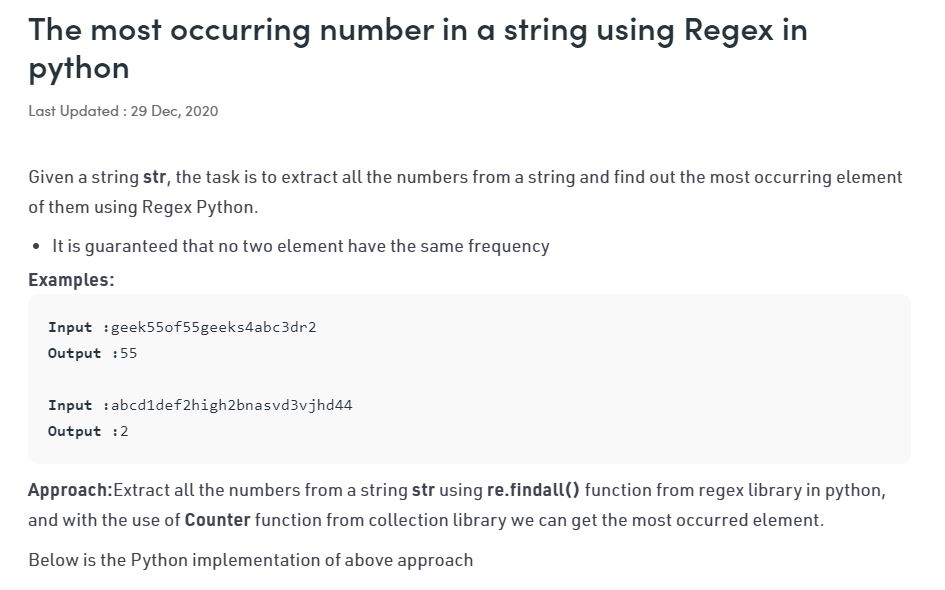 The most occurring number in a string using Regex in
python
Last Updated : 29 Dec, 2020
Given a string str, the task is to extract all the numbers from a string and find out the most occurring element
of them using Regex Python.
• It is guaranteed that no two element have the same frequency
Examples:
Input :geek55of55geeks4abc3dr2
Output :55
Input :abcd1def2high2bnasvd3vjhd44
Output :2
Approach:Extract all the numbers from a string str using re.findall() function from regex library in python,
and with the use of Counter function from collection library we can get the most occurred element.
Below is the Python implementation of above approach